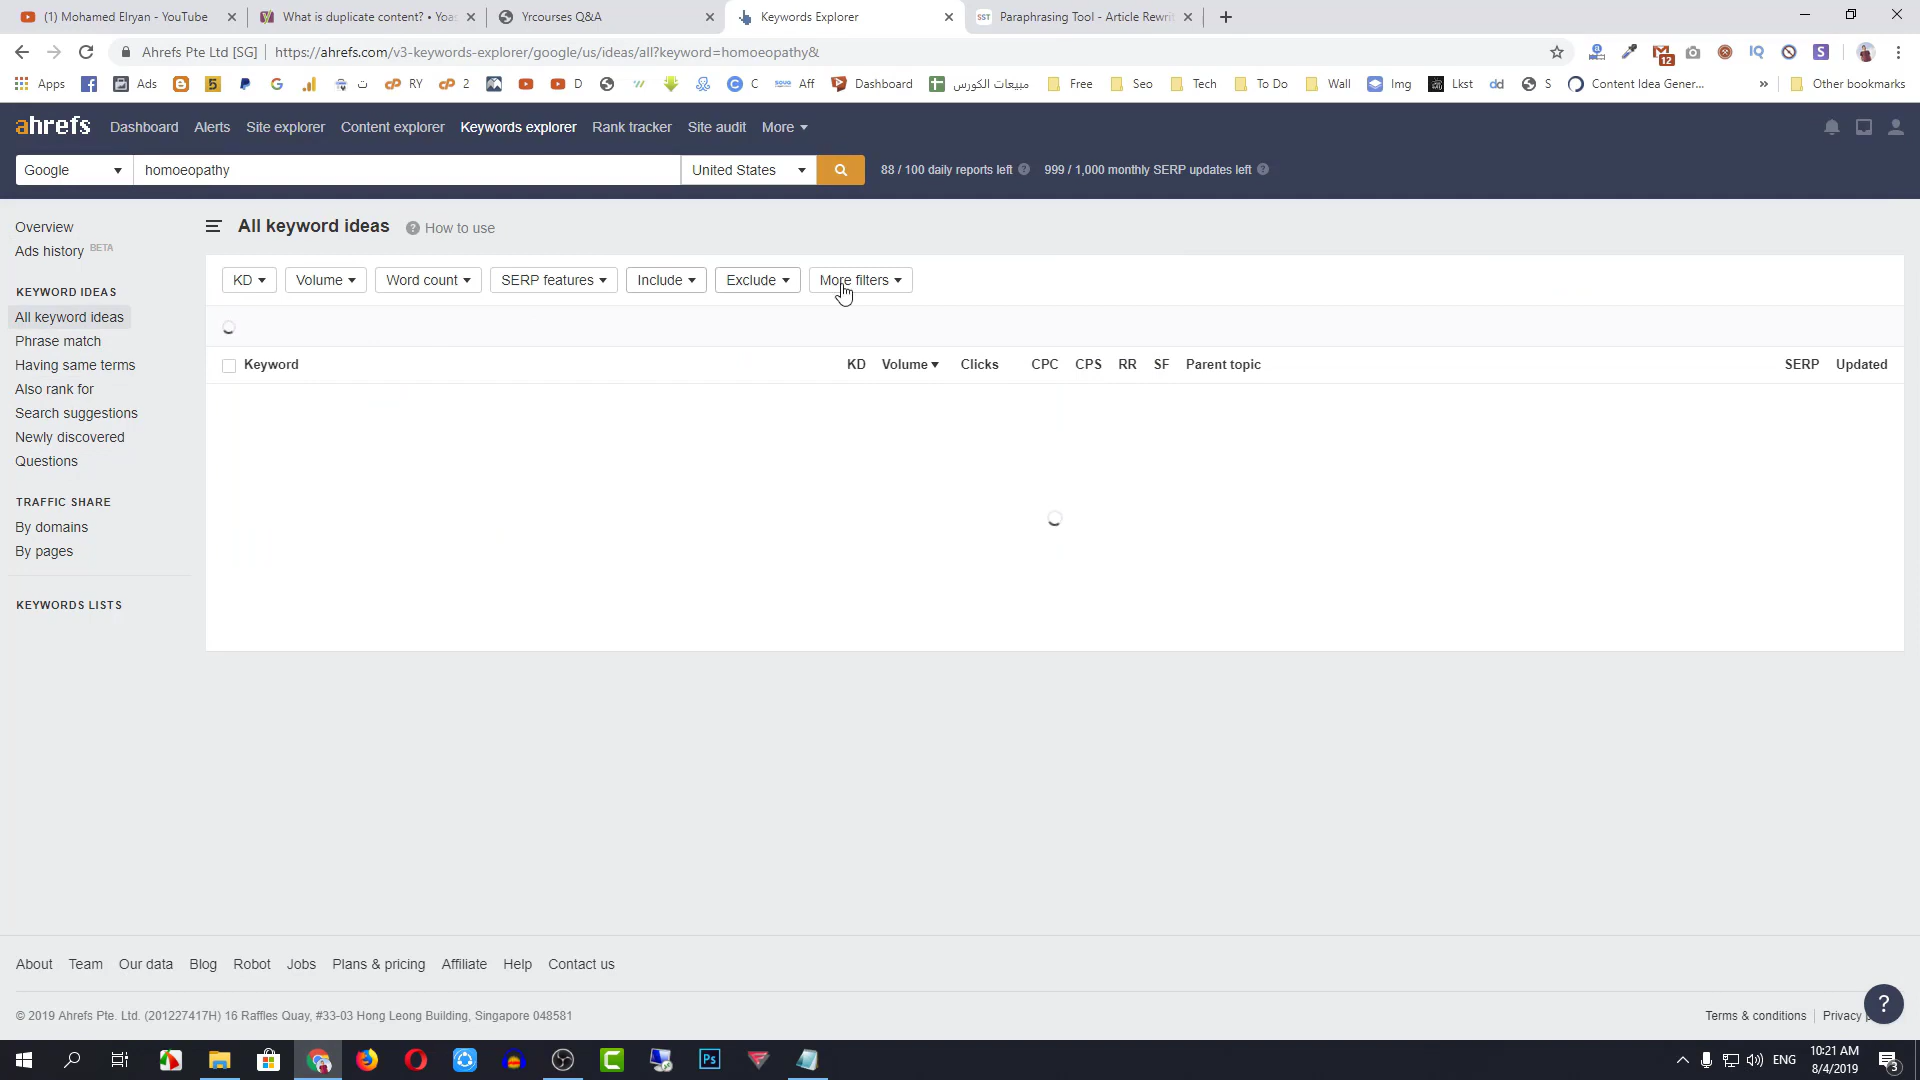 (1) Mohamed Elryan - YouTube
What is duplicate content? • Yoas
Yrcourses Q&A
Keywords Explorer
SST Paraphrasing Tool - Article Rewri
Ahrefs Pte Ltd [SG] https://ahrefs.com/v3-keywords-explorer/google/us/ideas/all?keyword=homoeopathy&
12
IQ
S
Apps
Ads
5
ت
RY
2
D
C
Aff
Dashboard
مبيعات الكورس
Free
Seo
Tech
To Do
Wall
Img
Lkst
dd
S
Content Idea Gener...
»
Other bookmarks
ahrefs Dashboard Alerts Site explorer Content explorer Keywords explorer Rank tracker Site audit More
Google homoeopathy United States 88 / 100 daily reports left ? 999 / 1,000 monthly SERP updates left ?
Overview
Ads history BETA
KEYWORD IDEAS
All keyword ideas
Phrase match
Having same terms
Also rank for
Search suggestions
Newly discovered
Questions
TRAFFIC SHARE
By domains
By pages
KEYWORDS LISTS
All keyword ideas ? How to use
KD Volume Word count SERP features Include Exclude More filters
Keyword KD Volume Clicks CPC CPS RR SF Parent topic SERP Updated
About Team Our data Blog Robot Jobs Plans & pricing Affiliate Help Contact us
© 2019 Ahrefs Pte. Ltd. (201227417H) 16 Raffles Quay, #33-03 Hong Leong Building, Singapore 048581
Terms & conditions Privacy
?
Ps
ENG
10:21 AM
8/4/2019
3